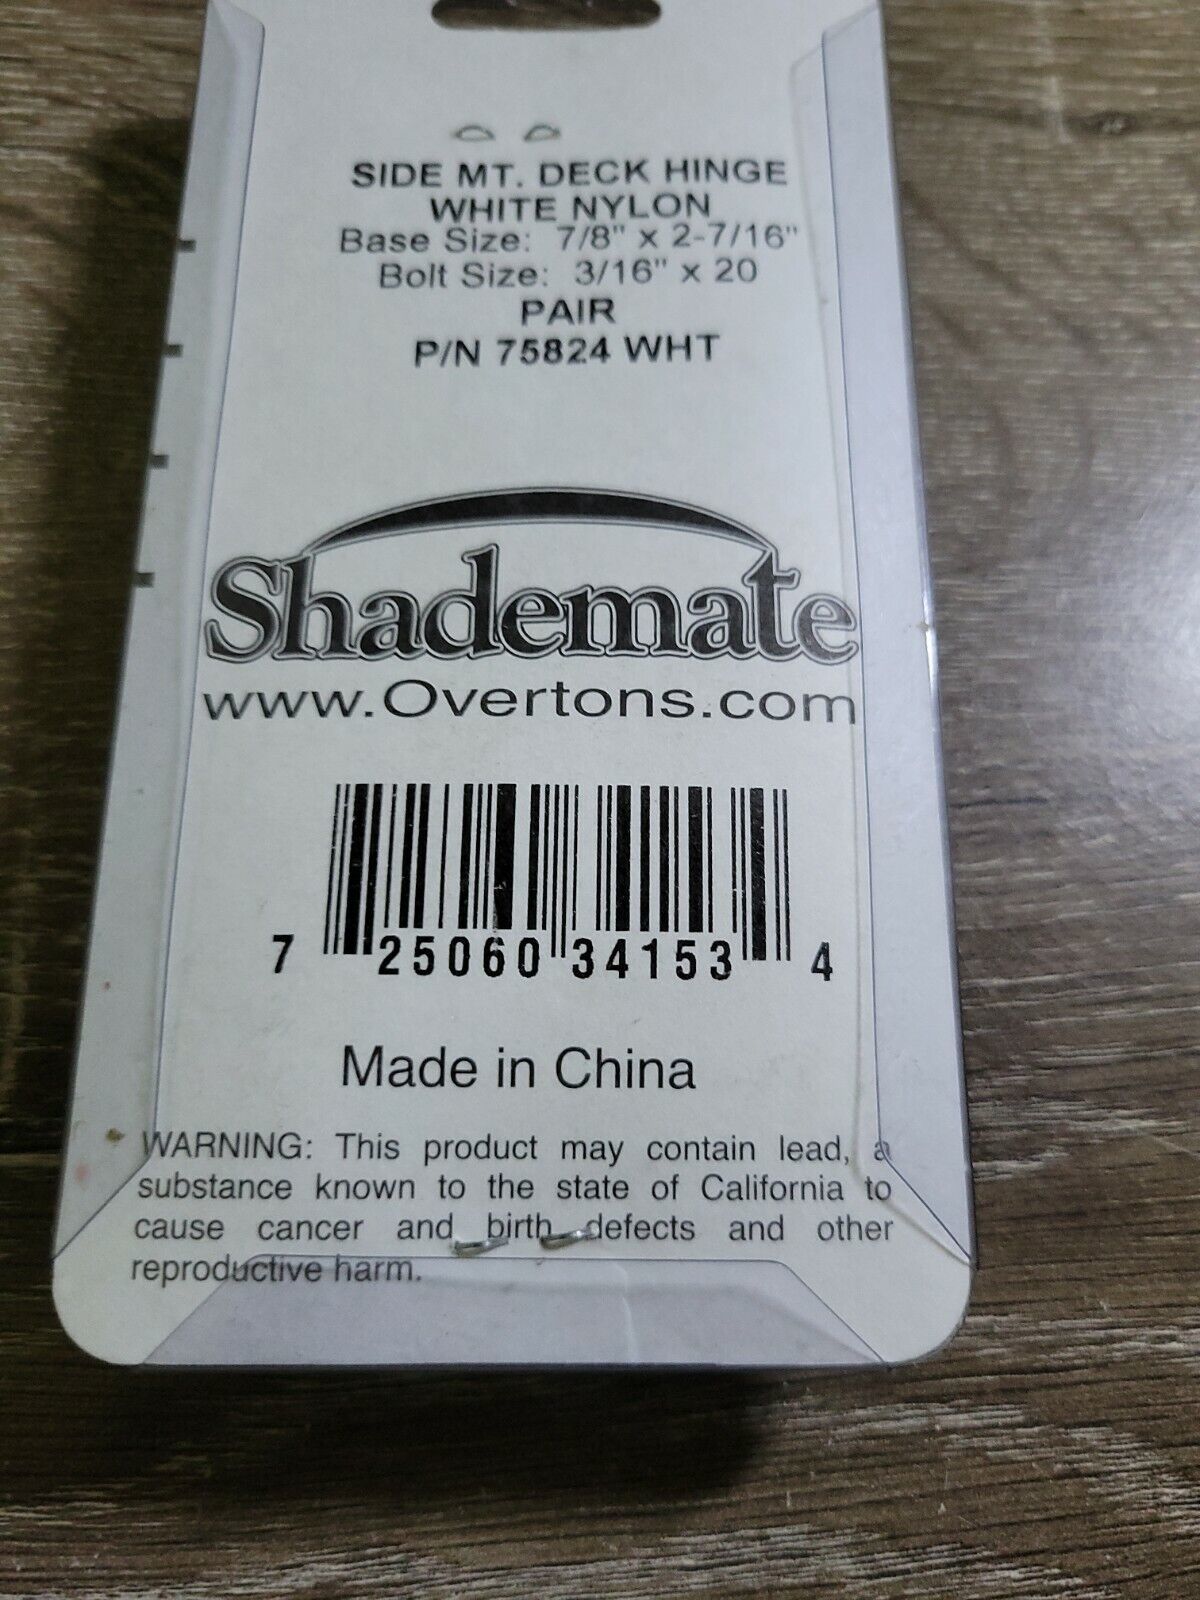 SIDE MT. DECK HINGE
WHITE NYLON
Base Size: 7/8" x 2-7/16"
Bolt Size: 3/16" x 20
PAIR
P/N 75824 WHT
Shademate
www.Overtons.com
7 25060 34153 4
Made in China
WARNING: This product may contain lead, a
substance known to the state of California to
cause cancer and birth defects and other
reproductive harm.